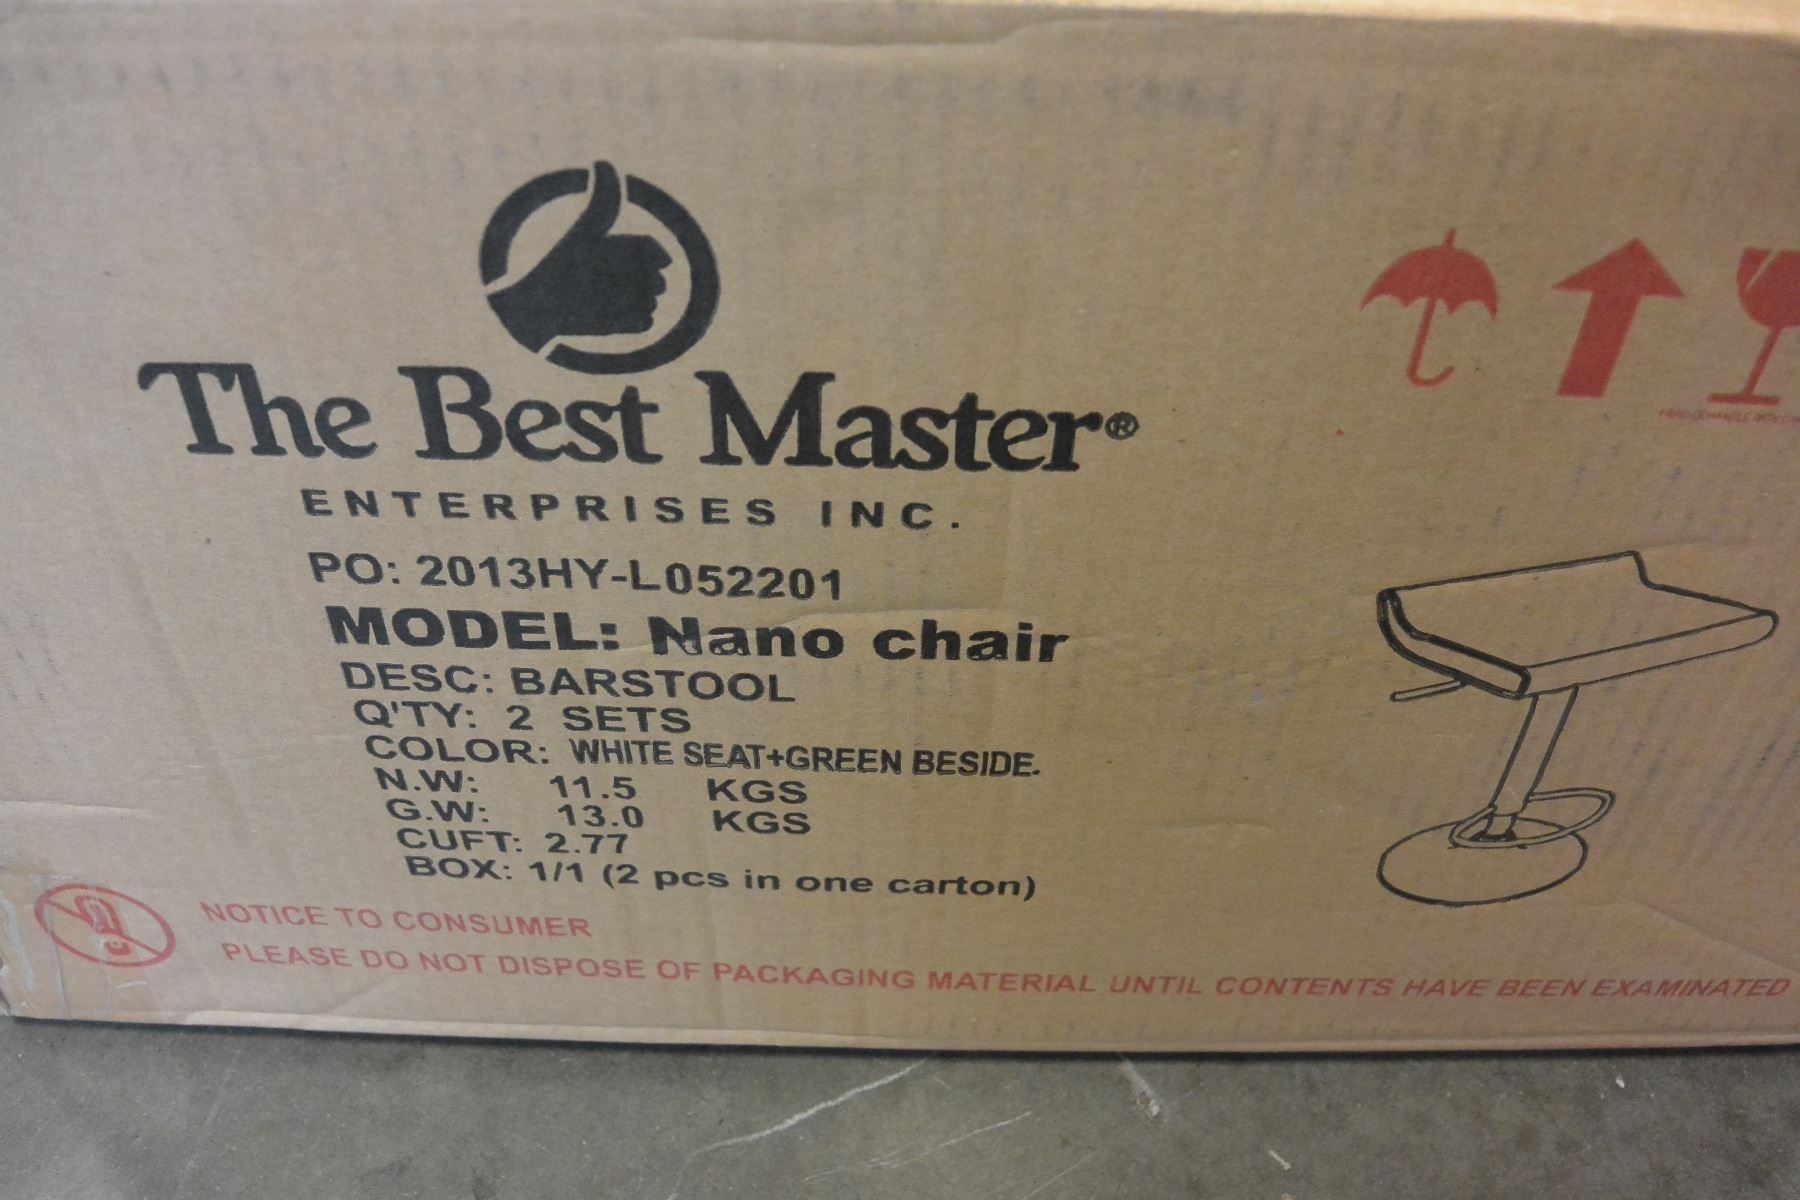 The Best Master®
ENTERPRISES INC.
PO: 2013HY-L052201
MODEL: Nano chair
DESC: BARSTOOL
Q'TY: 2 SETS
COLOR: WHITE SEAT+GREEN BESIDE.
N.W: 11.5 KGS
G.W: 13.0 KGS
CUFT: 2.77
BOX: 1/1 (2 pcs in one carton)
NOTICE TO CONSUMER
PLEASE DO NOT DISPOSE OF PACKAGING MATERIAL UNTIL CONTENTS HAVE BEEN EXAMINATED